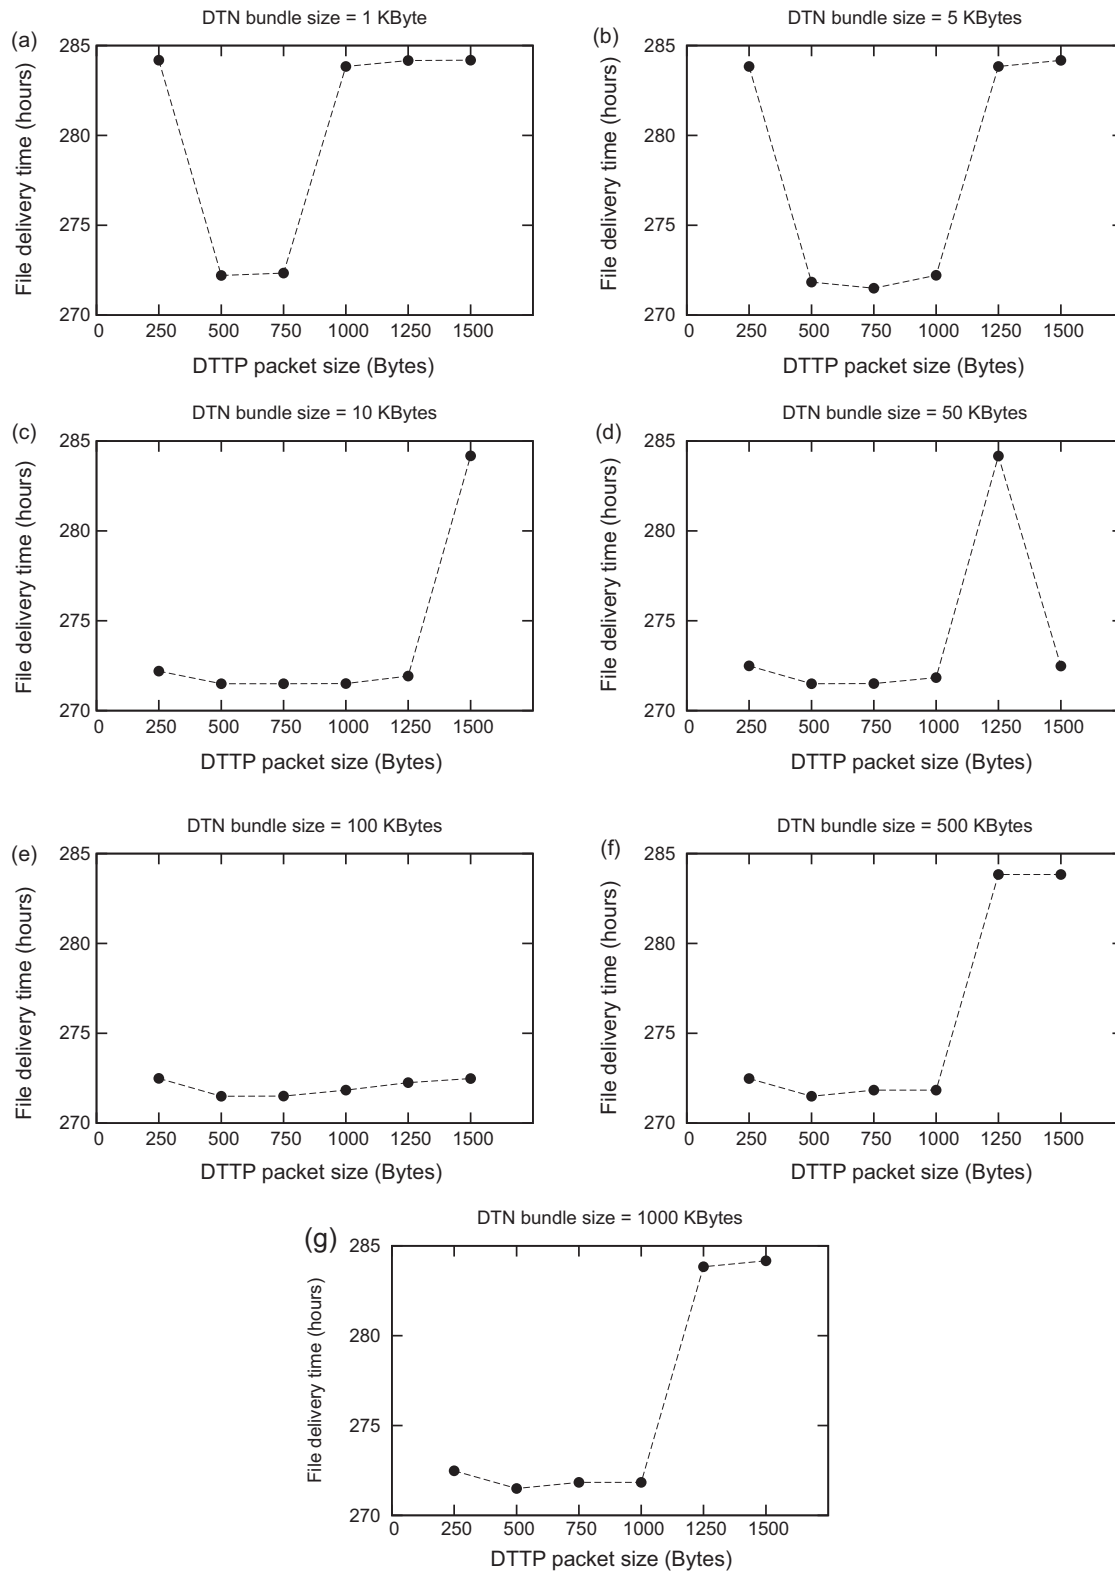 DTN bundle size = 1 KByte
(a)
285
280
275
270
File delivery time (hours)
0 250 500 750 1000 1250 1500
DTTP packet size (Bytes)
DTN bundle size = 5 KBytes
(b)
285
280
275
270
File delivery time (hours)
0 250 500 750 1000 1250 1500
DTTP packet size (Bytes)
DTN bundle size = 10 KBytes
(c)
285
280
275
270
File delivery time (hours)
0 250 500 750 1000 1250 1500
DTTP packet size (Bytes)
DTN bundle size = 50 KBytes
(d)
285
280
275
270
File delivery time (hours)
0 250 500 750 1000 1250 1500
DTTP packet size (Bytes)
DTN bundle size = 100 KBytes
(e)
285
280
275
270
File delivery time (hours)
0 250 500 750 1000 1250 1500
DTTP packet size (Bytes)
DTN bundle size = 500 KBytes
(f)
285
280
275
270
File delivery time (hours)
0 250 500 750 1000 1250 1500
DTTP packet size (Bytes)
DTN bundle size = 1000 KBytes
(g)
285
280
275
270
File delivery time (hours)
0 250 500 750 1000 1250 1500
DTTP packet size (Bytes)